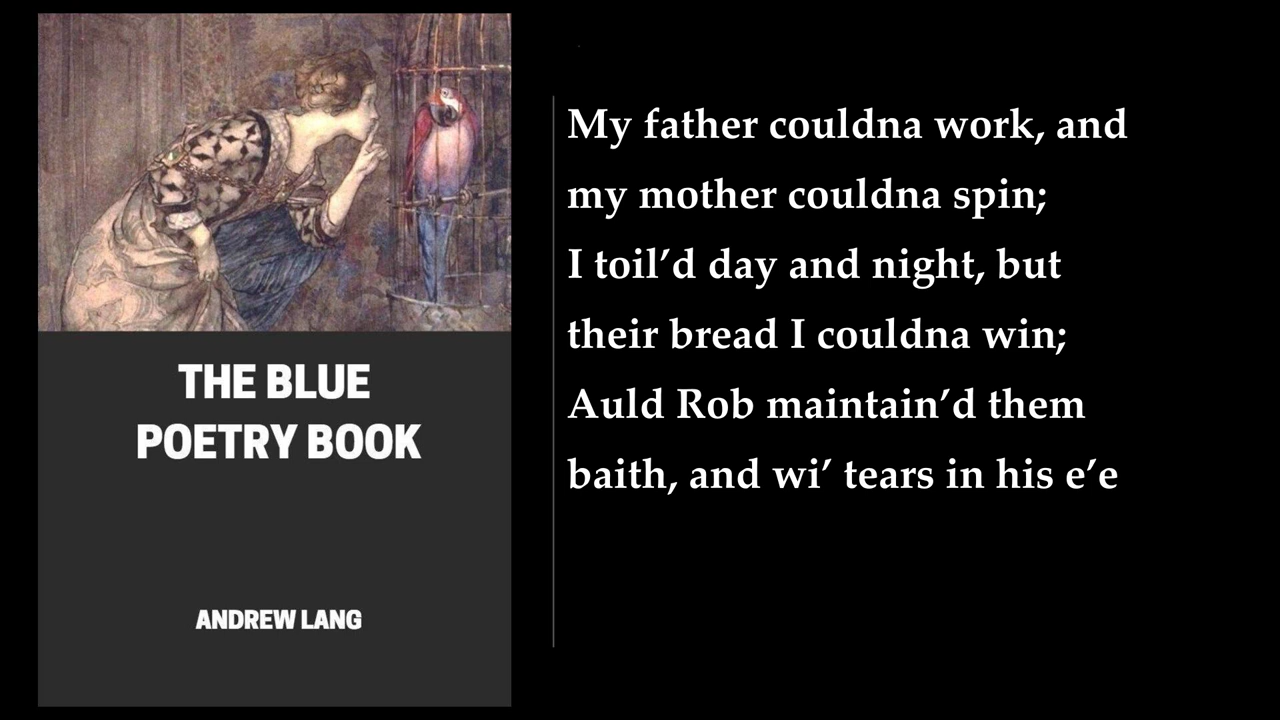 THE BLUE
POETRY BOOK
ANDREW LANG
My father couldna work, and
my mother couldna spin;
I toil’d day and night, but
their bread I couldna win;
Auld Rob maintain’d them
baith, and wi’ tears in his e’e